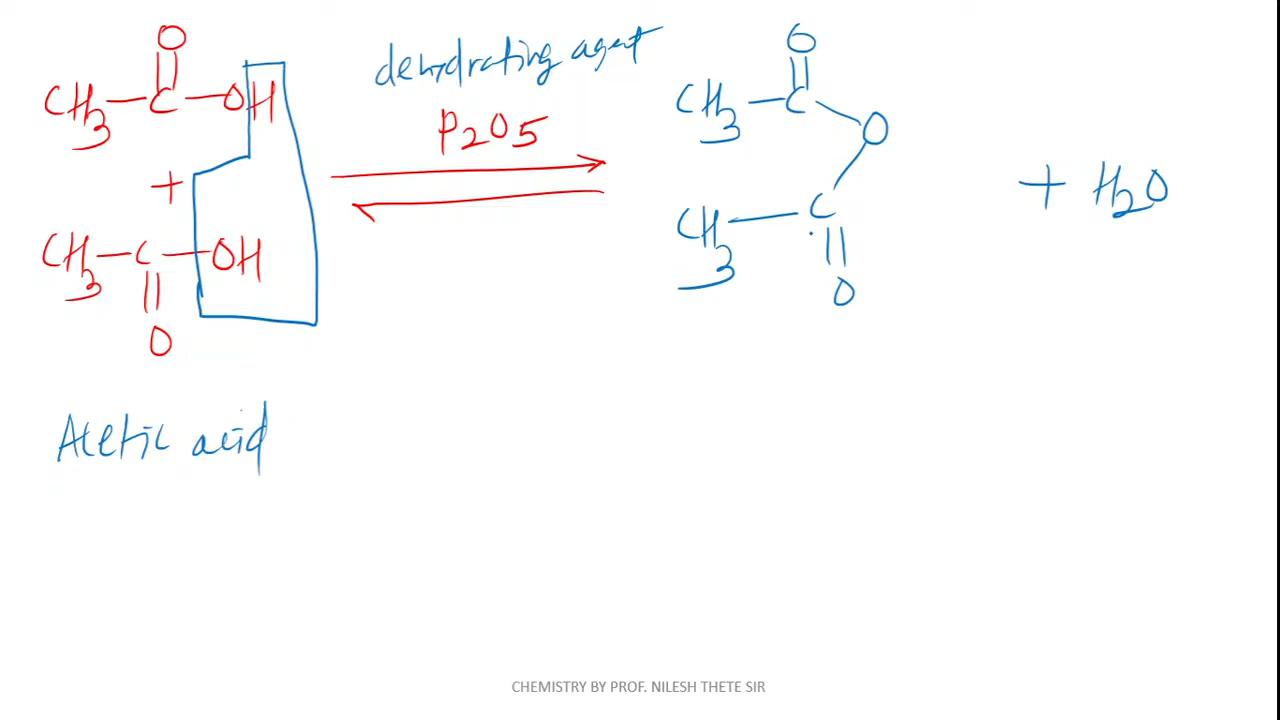 O
CH3—C—OH
+
CH3—C—OH
O
Acetic acid
dehydrating agent
P2O5
O
CH3—C
O
CH3—C
O
+ H2O
CHEMISTRY BY PROF. NILESH THETE SIR